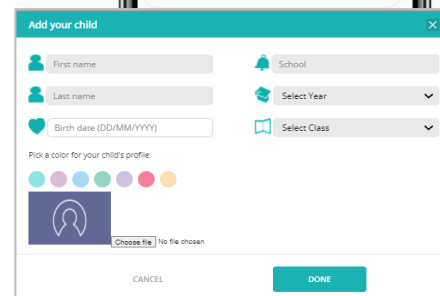 Add your child
First name
School
Last name
Select Year
Birth date (DD/MM/YYYY)
Select Class
Pick a color for your child's profile:
Choose file No file chosen
CANCEL
DONE